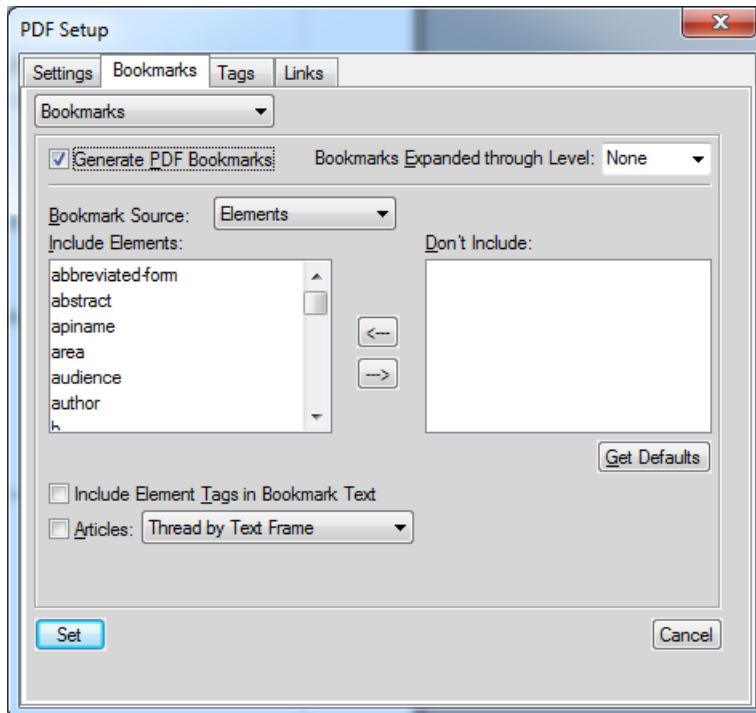 PDF Setup
Settings Bookmarks Tags Links
Bookmarks
Generate PDF Bookmarks Bookmarks Expanded through Level: None
Bookmark Source: Elements
Include Elements: Don't Include:
abbreviated-form
abstract
apiname
area
audience
author
<--- 
--->
Get Defaults
Include Element Tags in Bookmark Text
Articles: Thread by Text Frame
Set Cancel